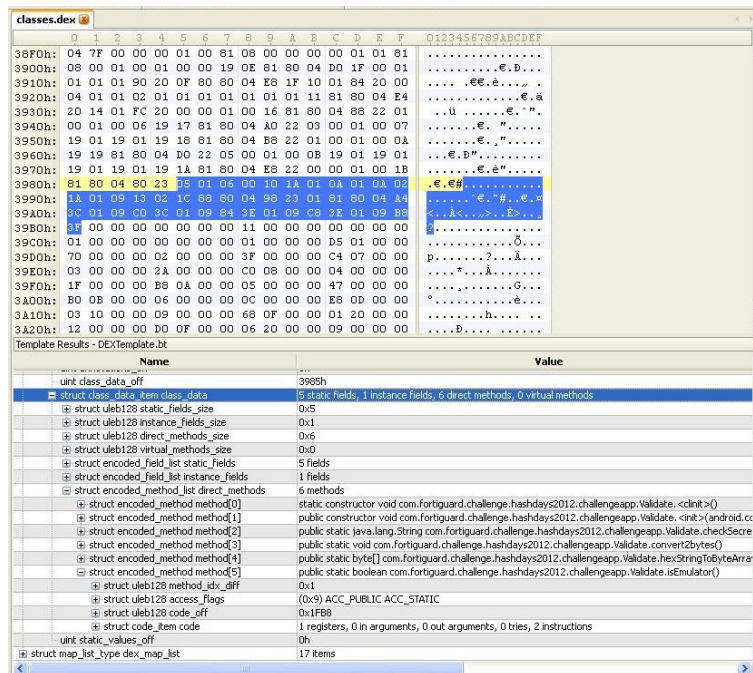 classes.dex
0 1 2 3 4 5 6 7 8 9 A B C D E F 0123456789ABCDEF
38F0h: 04 7F 00 00 00 01 00 81 08 00 00 00 00 01 01 81 ................
3900h: 08 00 01 00 01 00 00 19 0E 81 80 04 D0 1F 00 01 ..........€.Ð...
3910h: 01 01 01 90 20 0F 80 80 04 E8 1F 10 01 84 20 00 .... .€€.è...„ .
3920h: 04 01 01 02 01 01 01 01 01 01 01 11 81 80 04 E4 .............€.ä
3930h: 20 14 01 FC 20 00 00 01 00 16 81 80 04 88 22 01 ..ü ......€.ˆ".
3940h: 00 01 00 06 19 17 81 80 04 A0 22 03 00 01 00 07 .......€. ".....
3950h: 19 01 19 01 19 18 81 80 04 B8 22 01 00 01 00 0A .......€.¸".....
3960h: 19 19 81 80 04 D0 22 05 00 01 00 0B 19 01 19 01 ...€.Ð".........
3970h: 19 01 19 01 19 1A 81 80 04 E8 22 00 00 01 00 1B .......€.è".....
3980h: 81 80 04 80 23 05 01 06 00 10 1A 01 0A 01 0A 02 .€.€#...........
3990h: 1A 01 09 13 02 1C 88 80 04 98 23 01 81 80 04 A4 ......ˆ€.˜#..€.¤
39A0h: 3C 01 09 C0 3C 01 09 84 3E 01 09 C8 3E 01 09 B8 <..À<..„>..È>..¸
39B0h: 3F 00 00 00 00 00 00 00 11 00 00 00 00 00 00 00 ?...............
39C0h: 01 00 00 00 00 00 00 00 01 00 00 00 D5 01 00 00 ............Õ...
39D0h: 70 00 00 00 02 00 00 00 3F 00 00 00 C4 07 00 00 p.......?...Ä...
39E0h: 03 00 00 00 2A 00 00 00 C0 08 00 00 04 00 00 00 ....*...À.......
39F0h: 1F 00 00 00 B8 0A 00 00 05 00 00 00 47 00 00 00 ....¸.......G...
3A00h: B0 0B 00 00 06 00 00 00 0C 00 00 00 E8 0D 00 00 °...........è...
3A10h: 03 10 00 00 09 00 00 00 68 0F 00 00 01 20 00 00 ........h.... ..
3A20h: 12 00 00 00 D0 0F 00 00 06 20 00 00 09 00 00 00 ....Ð.... ......
Template Results - DEXTemplate.bt
Name Value
uint class_data_off 3985h
struct class_data_item class_data 5 static fields, 1 instance fields, 6 direct methods, 0 virtual methods
struct uleb128 static_fields_size 0x5
struct uleb128 instance_fields_size 0x1
struct uleb128 direct_methods_size 0x6
struct uleb128 virtual_methods_size 0x0
struct encoded_field_list static_fields 5 fields
struct encoded_field_list instance_fields 1 fields
struct encoded_method_list direct_methods 6 methods
struct encoded_method method[0] static constructor void com.fortiguard.challenge.hashdays2012.challengeapp.Validate.<clinit>()
struct encoded_method method[1] public constructor void com.fortiguard.challenge.hashdays2012.challengeapp.Validate.<init>(android.co
struct encoded_method method[2] public static java.lang.String com.fortiguard.challenge.hashdays2012.challengeapp.Validate.checkSecre
struct encoded_method method[3] public static void com.fortiguard.challenge.hashdays2012.challengeapp.Validate.convert2bytes()
struct encoded_method method[4] public static byte[] com.fortiguard.challenge.hashdays2012.challengeapp.Validate.hexStringToByteArray
struct encoded_method method[5] public static boolean com.fortiguard.challenge.hashdays2012.challengeapp.Validate.isEmulator()
struct uleb128 method_idx_diff 0x1
struct uleb128 access_flags (0x9) ACC_PUBLIC ACC_STATIC
struct uleb128 code_off 0x1FB8
struct code_item code 1 registers, 0 in arguments, 0 out arguments, 0 tries, 2 instructions
uint static_values_off 0h
struct map_list_type dex_map_list 17 items